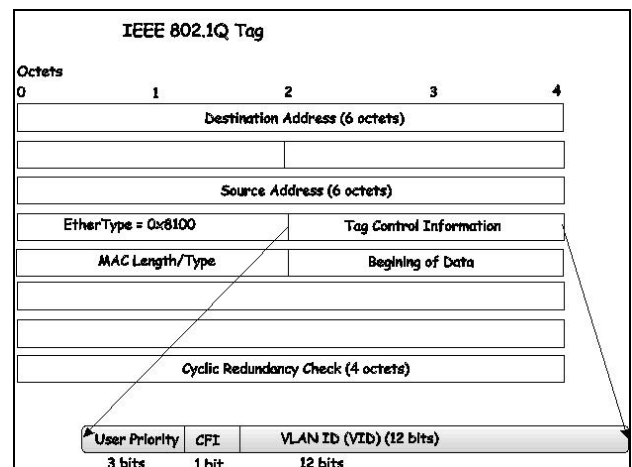 IEEE 802.1Q Tag
Octets
0 1 2 3 4
Destination Address (6 octets)
Source Address (6 octets)
EtherType = 0x8100 Tag Control Information
MAC Length/Type Begining of Data
Cyclic Redundancy Check (4 octets)
User Priority CFI VLAN ID (VID) (12 bits)
3 bits 1 bit 12 bits